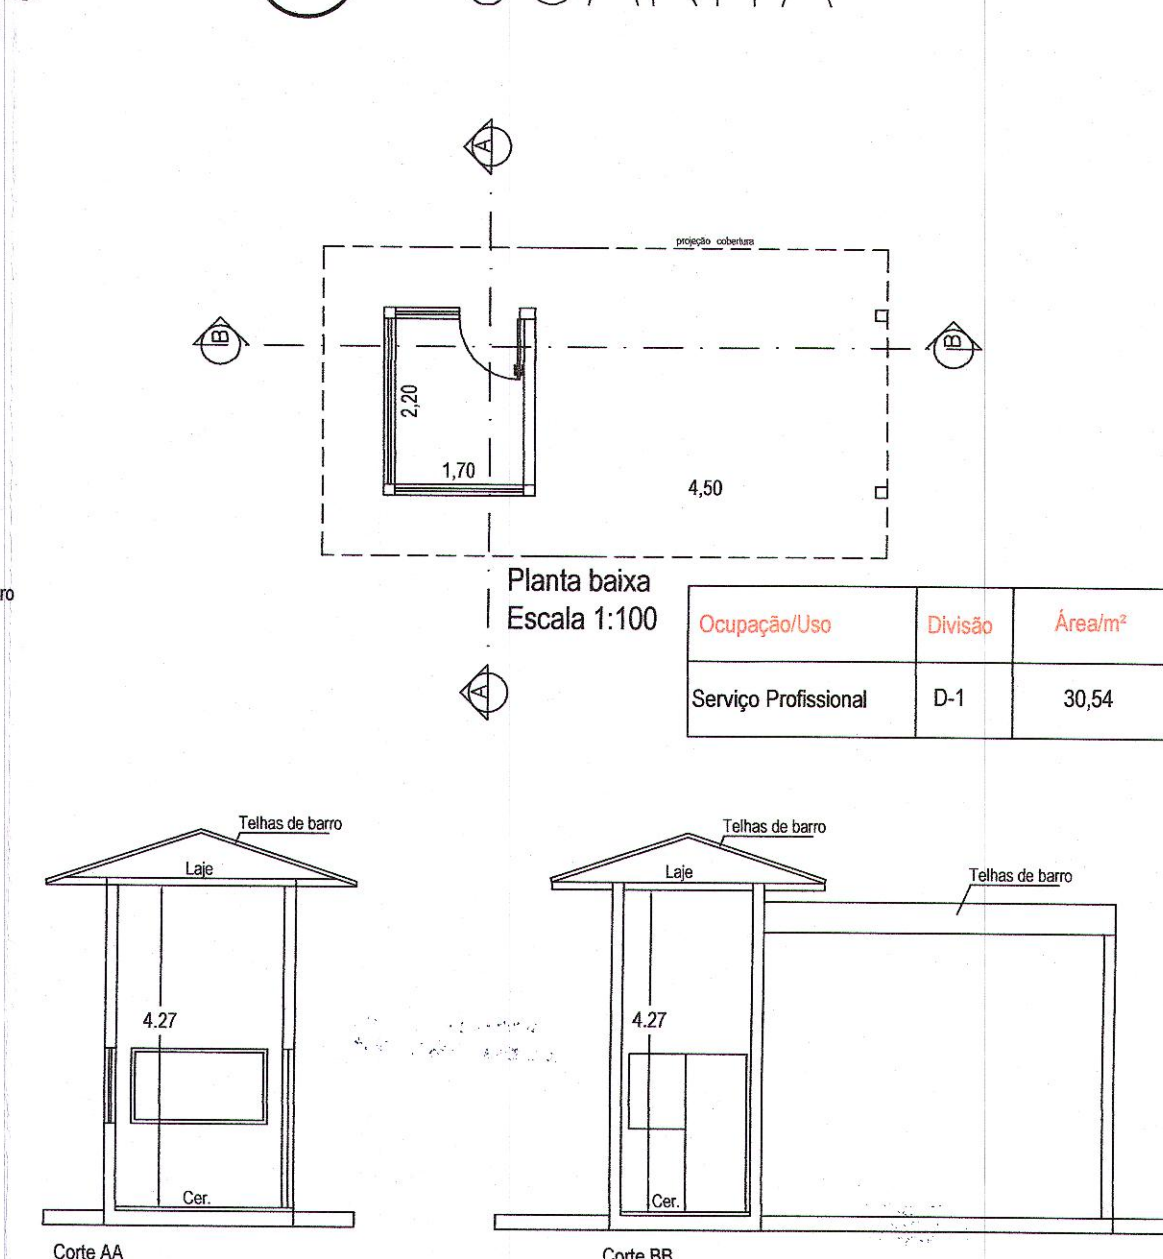 A
projeção cobertura
B
B
2,20
1,70
4,50
Planta baixa
Escala 1:100
ro
Ocupação/Uso Divisão Área/m²
Serviço Profissional D-1 30,54
A
Telhas de barro
Laje
4.27
Cer.
Corte AA
Telhas de barro
Laje
Telhas de barro
4.27
Cer.
Corte BB